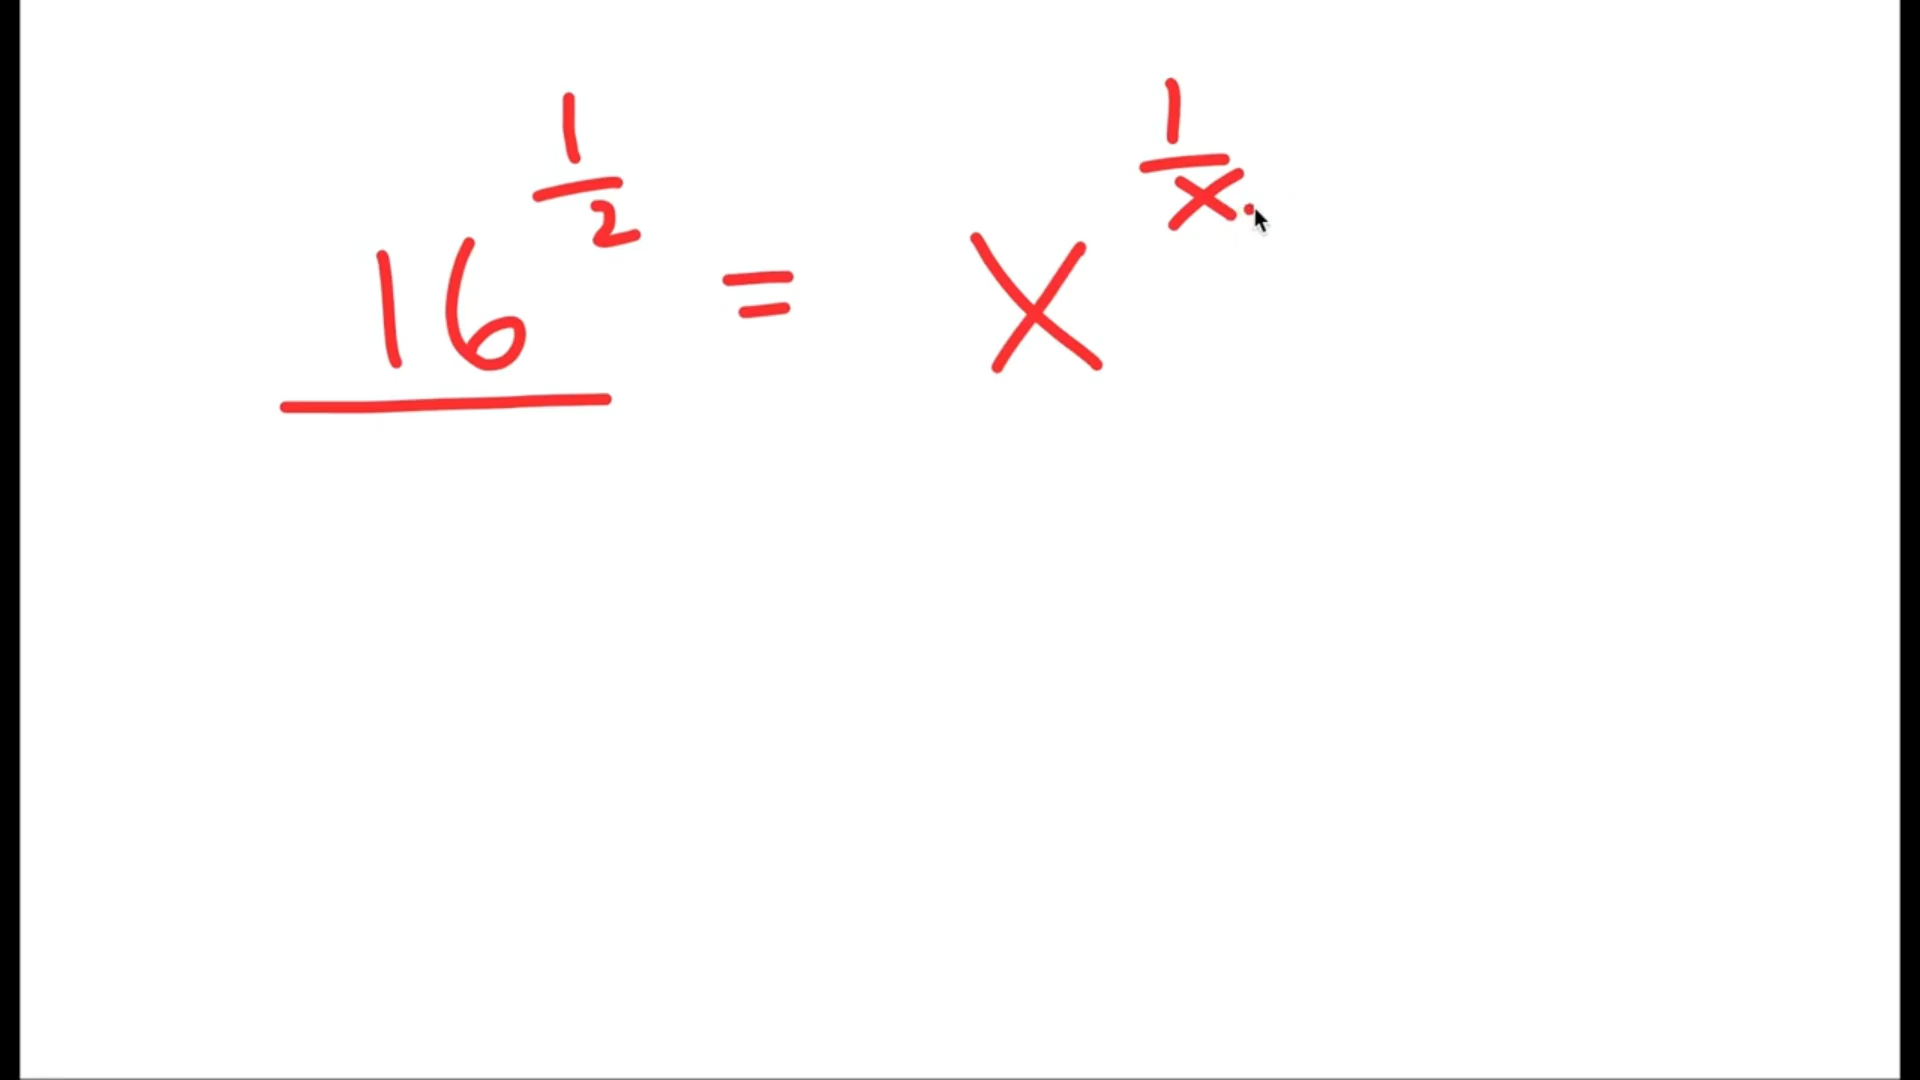 16^(1/2) = X^(1/x.)